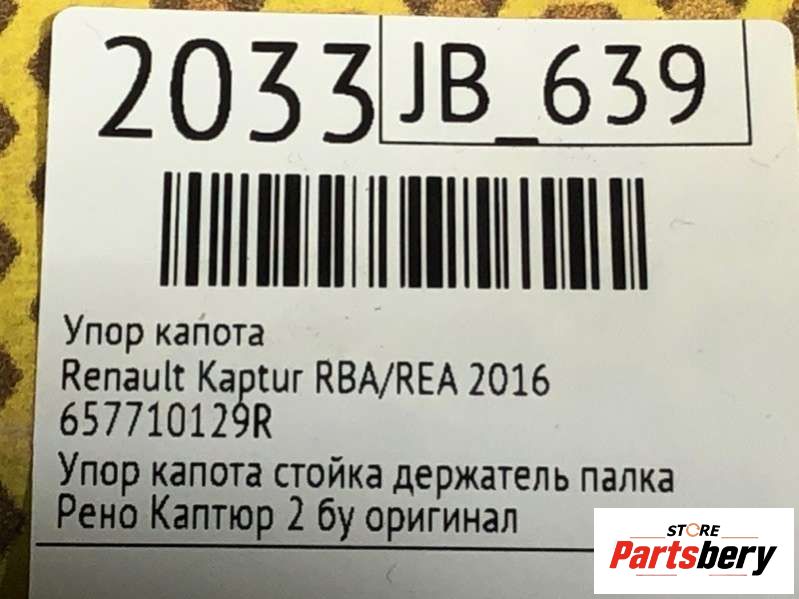 2033 JB_639
Упор капота
Renault Kaptur RBA/REA 2016
657710129R
Упор капота стойка держатель палка
Рено Каптюр 2 бу оригинал
STORE
Partsbery